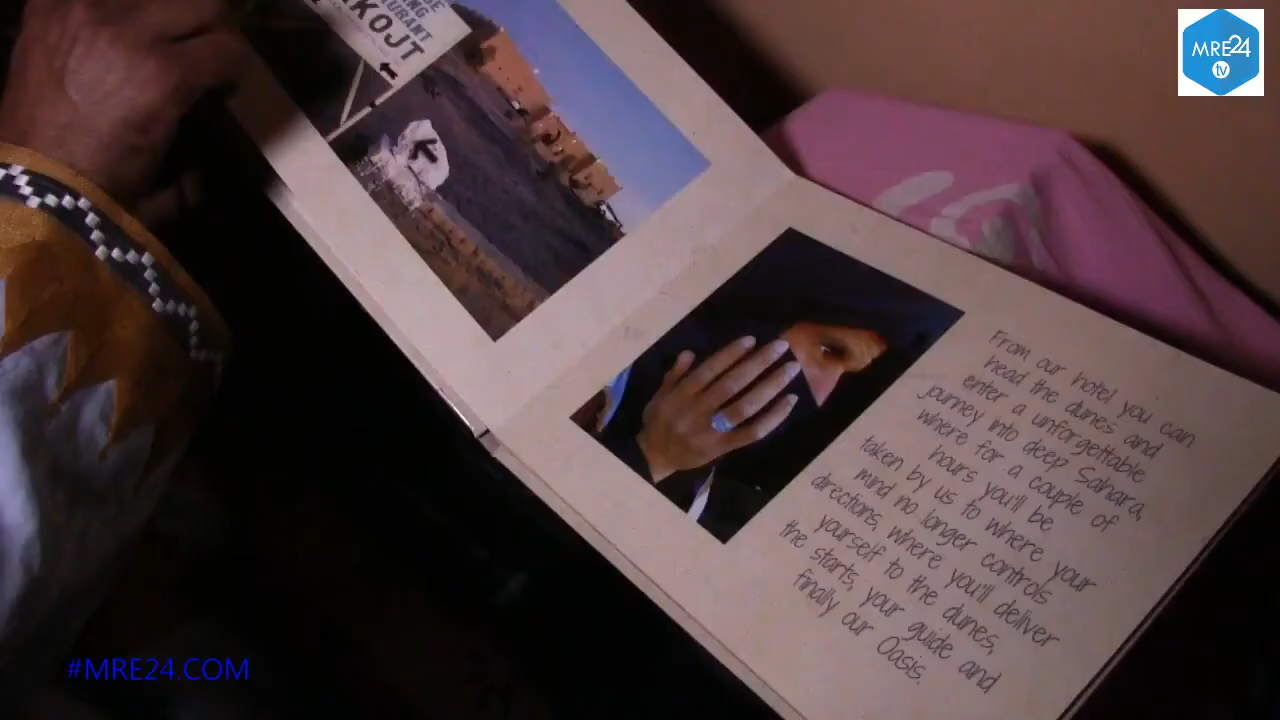 URANT
KOJT
MRE24
tv
From our hotel you can
head the dunes and
enter a unforgettable
journey into deep Sahara,
where for a couple of
hours you'll be
taken by us to where your
mind no longer controls
directions, where you'll deliver
yourself to the dunes,
the starts, your guide and
finally our Oasis.
#MRE24.COM